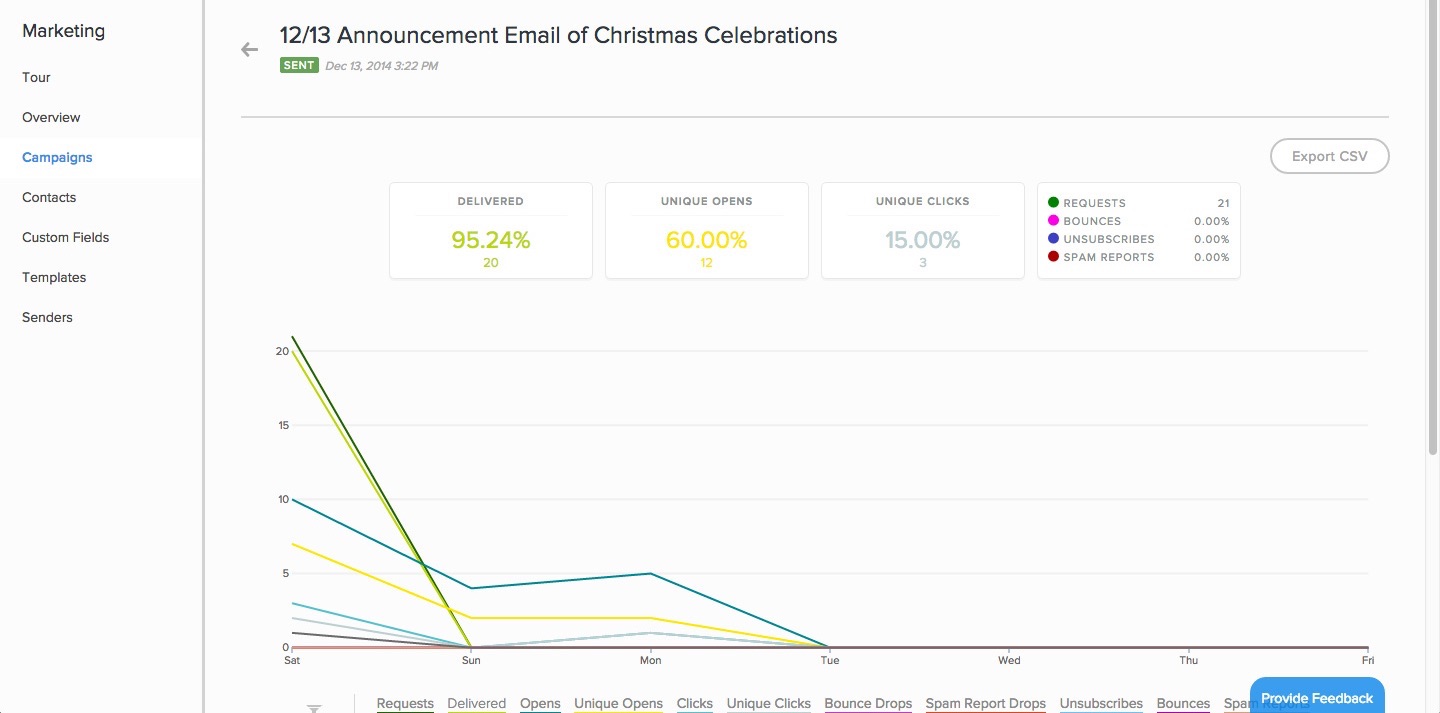 Marketing
Tour
Overview
Campaigns
Contacts
Custom Fields
Templates
Senders
12/13 Announcement Email of Christmas Celebrations
SENT Dec 13, 2014 3:22 PM
Export CSV
DELIVERED
95.24%
20
UNIQUE OPENS
60.00%
12
UNIQUE CLICKS
15.00%
3
REQUESTS 21
BOUNCES 0.00%
UNSUBSCRIBES 0.00%
SPAM REPORTS 0.00%
20
15
10
5
0
Sat Sun Mon Tue Wed Thu Fri
Requests Delivered Opens Unique Opens Clicks Unique Clicks Bounce Drops Spam Report Drops Unsubscribes Bounces Spam Reports
Provide Feedback